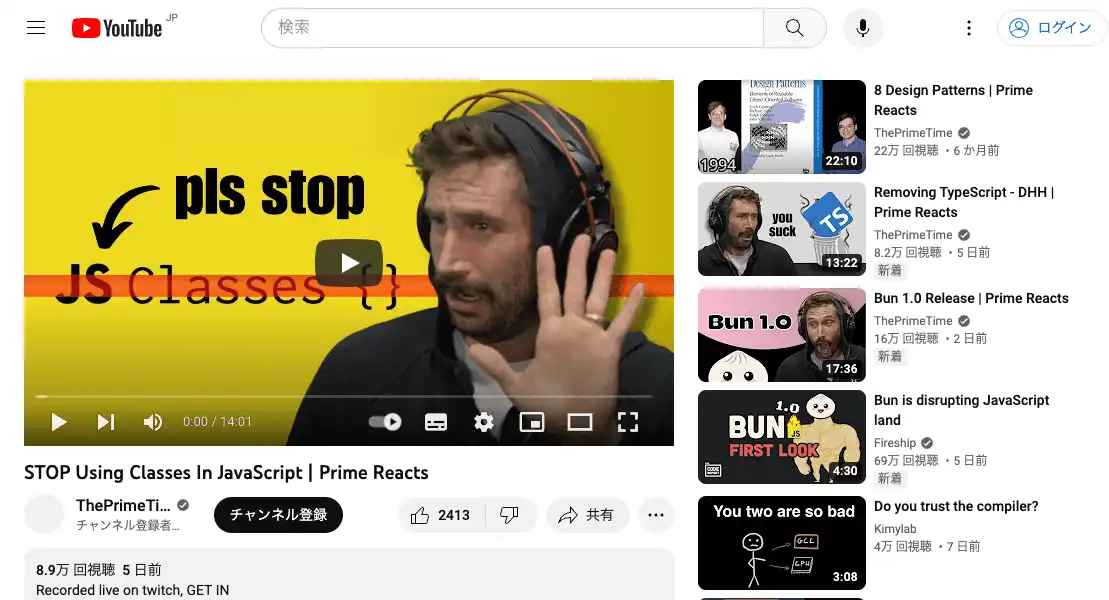 YouTube JP
検索
ログイン
pls stop
JS Classes {}
0:00 / 14:01
STOP Using Classes In JavaScript | Prime Reacts
ThePrimeTi...
チャンネル登録者...
チャンネル登録
2413
共有
8.9万 回視聴 5 日前
Recorded live on twitch, GET IN
Design Patterns
Elements of Reusable
Object-Oriented Software
1994
22:10
8 Design Patterns | Prime
Reacts
ThePrimeTime
22万 回視聴 ・6 か月前
you
suck
TS
13:22
Removing TypeScript - DHH |
Prime Reacts
ThePrimeTime
8.2万 回視聴 ・5 日前
新着
Bun 1.0
17:36
Bun 1.0 Release | Prime Reacts
ThePrimeTime
16万 回視聴 ・2 日前
新着
1.0
BUN
JS
FIRST LOOK
CODE
4:30
Bun is disrupting JavaScript
land
Fireship
69万 回視聴 ・5 日前
新着
You two are so bad
GCC
CPU
3:08
Do you trust the compiler?
Kimylab
4万 回視聴 ・7 日前